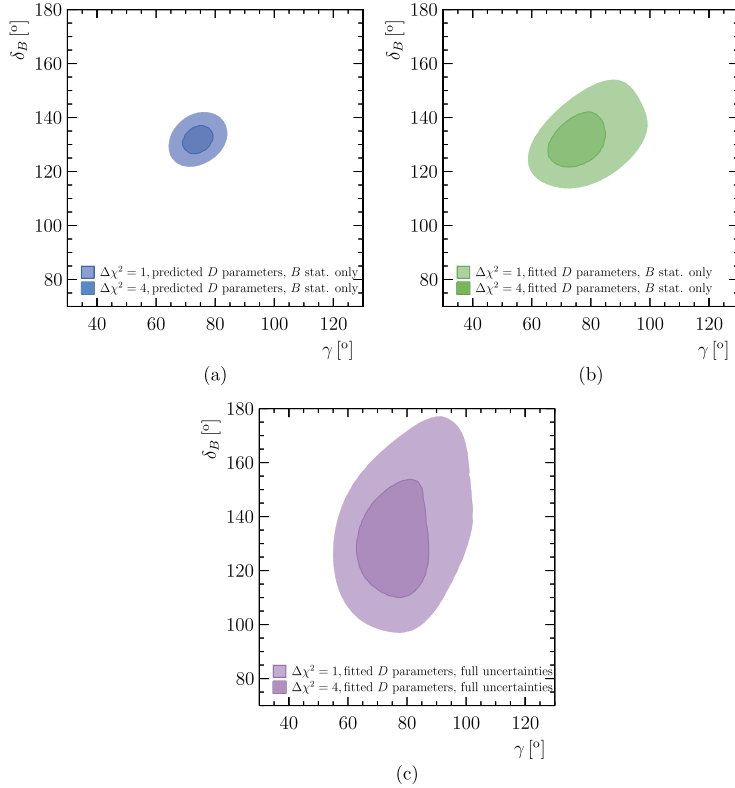 180
160
140
120
100
80
δ_B [°]
40 60 80 100 120
γ [°]
Δχ² = 1, predicted D parameters, B stat. only
Δχ² = 4, predicted D parameters, B stat. only
(a)
180
160
140
120
100
80
δ_B [°]
40 60 80 100 120
γ [°]
Δχ² = 1, fitted D parameters, B stat. only
Δχ² = 4, fitted D parameters, B stat. only
(b)
180
160
140
120
100
80
δ_B [°]
40 60 80 100 120
γ [°]
Δχ² = 1, fitted D parameters, full uncertainties
Δχ² = 4, fitted D parameters, full uncertainties
(c)